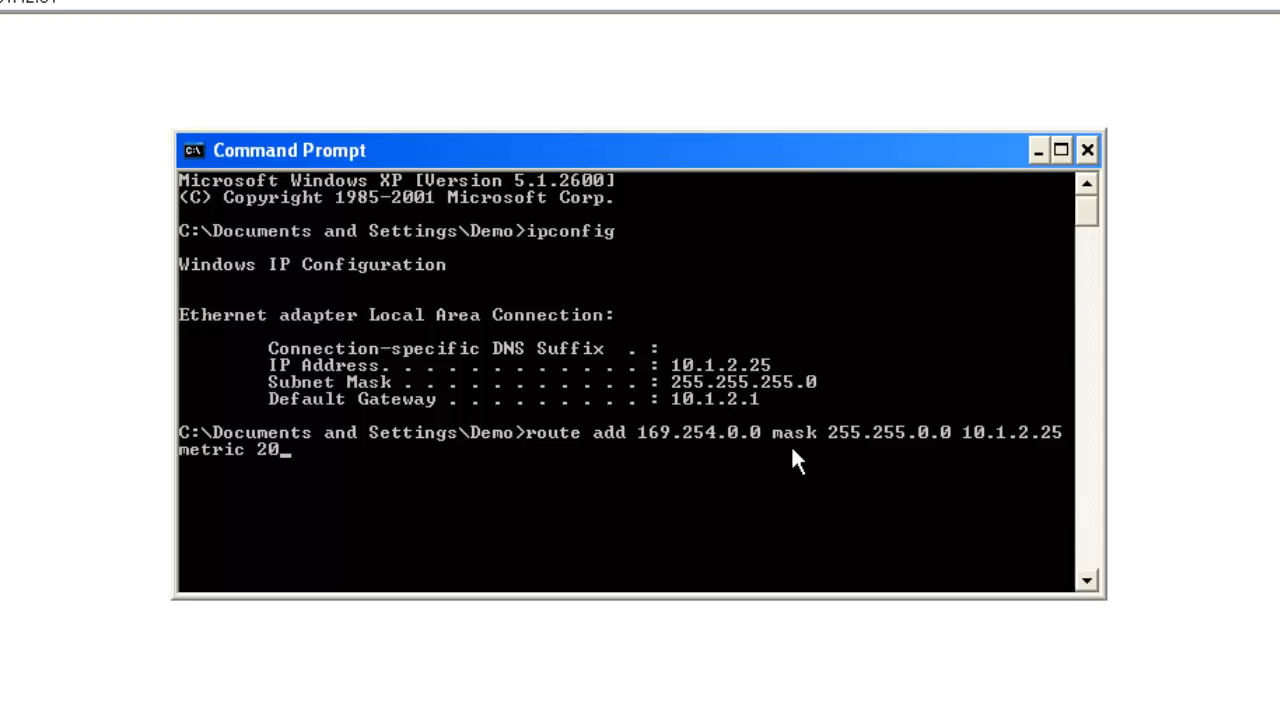 Command Prompt
Microsoft Windows XP [Version 5.1.2600]
(C) Copyright 1985-2001 Microsoft Corp.
C:\Documents and Settings\Demo>ipconfig
Windows IP Configuration
Ethernet adapter Local Area Connection:
Connection-specific DNS Suffix . :
IP Address. . . . . . . . . . . . : 10.1.2.25
Subnet Mask . . . . . . . . . . . : 255.255.255.0
Default Gateway . . . . . . . . . : 10.1.2.1
C:\Documents and Settings\Demo>route add 169.254.0.0 mask 255.255.0.0 10.1.2.25
metric 20_